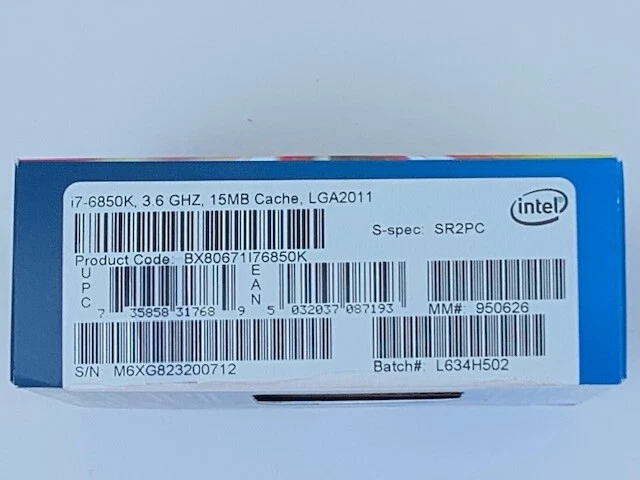 i7-6850K, 3.6 GHZ, 15MB Cache, LGA2011
intel
S-spec: SR2PC
Product Code: BX80671I76850K
UPC
7 35858 31768 9
EAN
5 032037 087193
MM#: 950626
S/N M6XG823200712
Batch#: L634H502